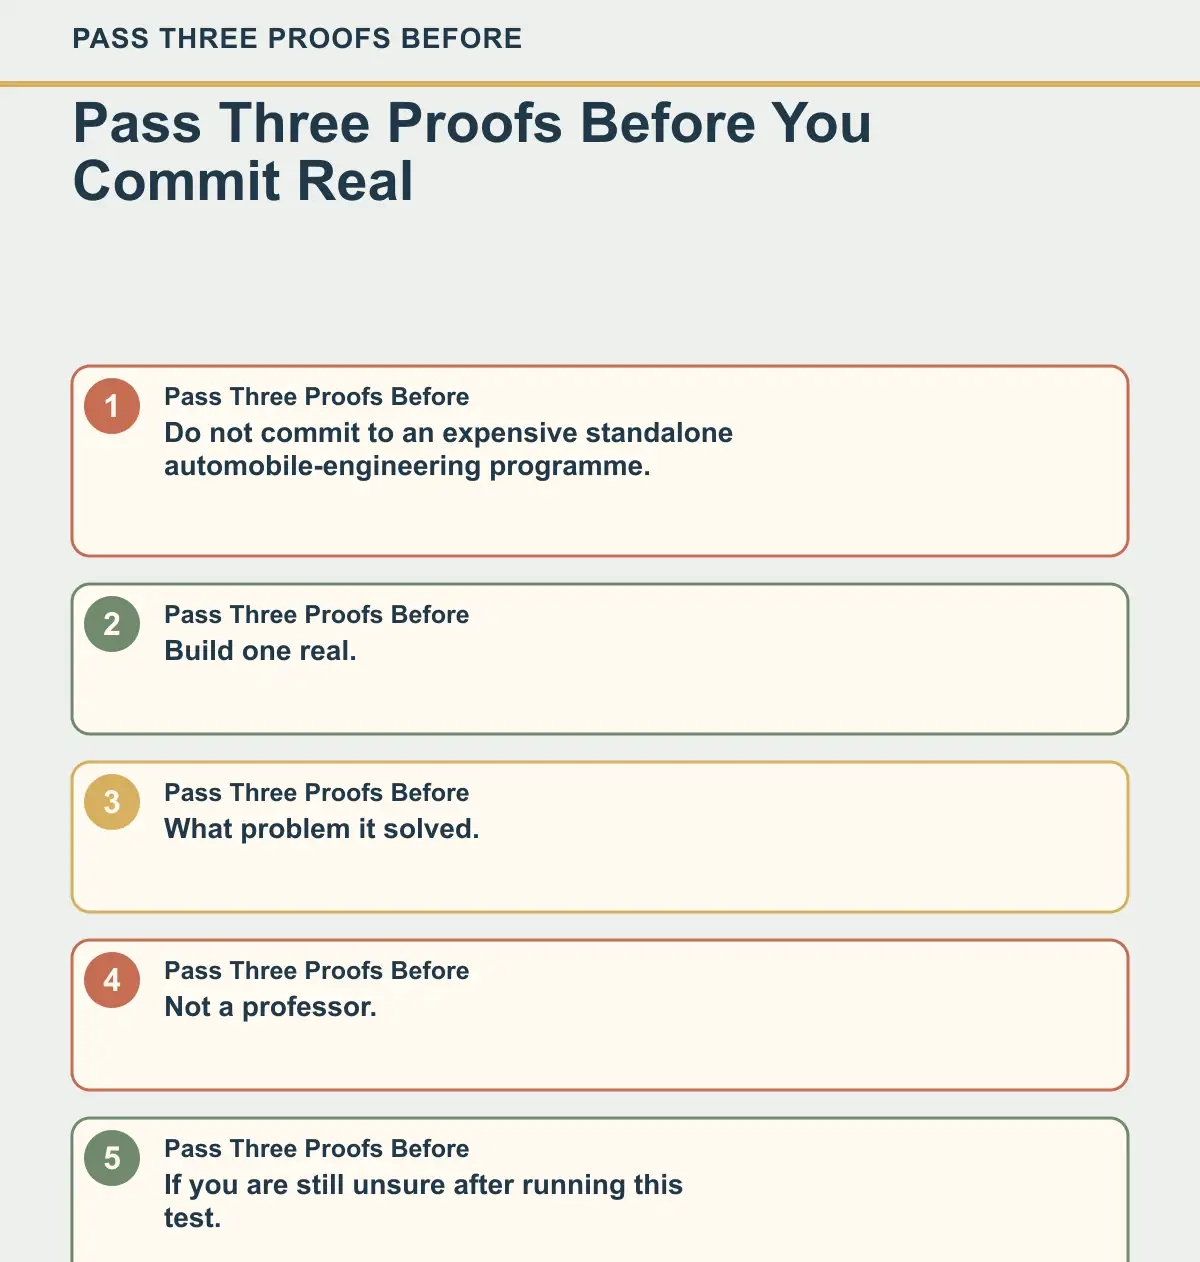 PASS THREE PROOFS BEFORE
Pass Three Proofs Before You
Commit Real
1
Pass Three Proofs Before
Do not commit to an expensive standalone
automobile-engineering programme.
2
Pass Three Proofs Before
Build one real.
3
Pass Three Proofs Before
What problem it solved.
4
Pass Three Proofs Before
Not a professor.
5
Pass Three Proofs Before
If you are still unsure after running this
test.